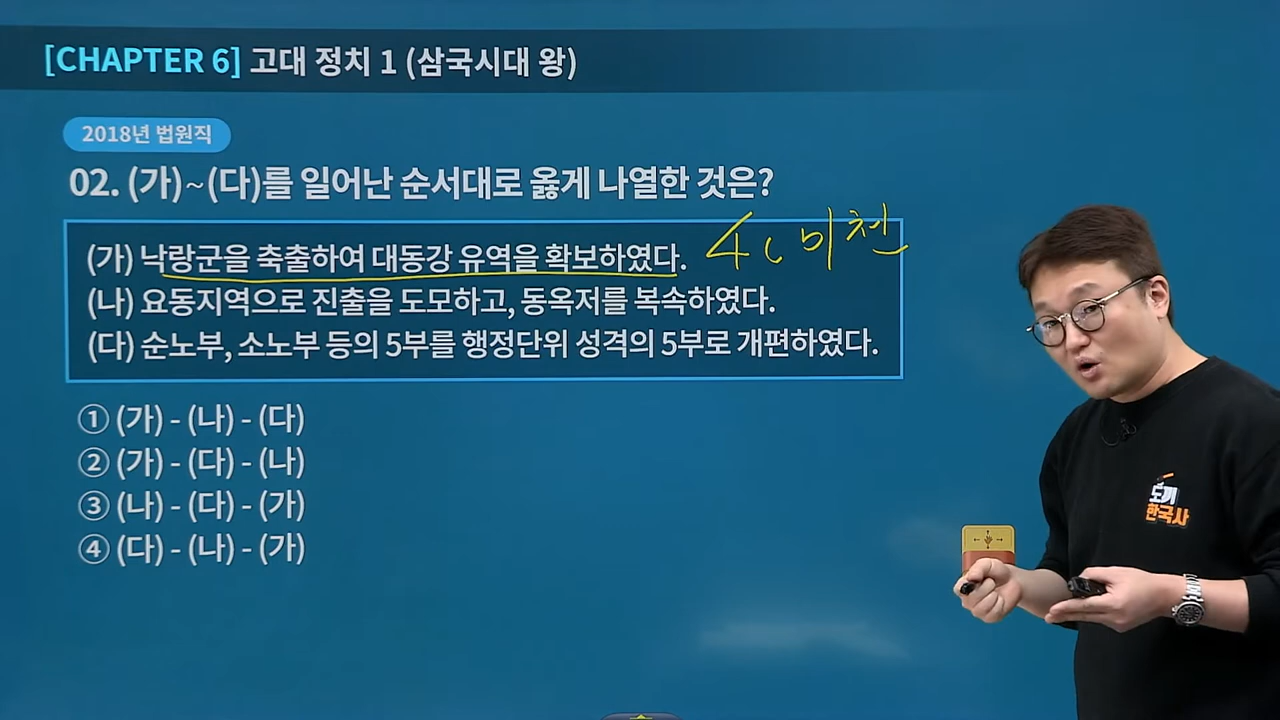 [CHAPTER 6] 고대 정치 1 (삼국시대 왕)
2018년 법원직
02. (가)~(다)를 일어난 순서대로 옳게 나열한 것은?
(가) 낙랑군을 축출하여 대동강 유역을 확보하였다. 4c 미천
(나) 요동지역으로 진출을 도모하고, 동옥저를 복속하였다.
(다) 순노부, 소노부 등의 5부를 행정단위 성격의 5부로 개편하였다.
① (가) - (나) - (다)
② (가) - (다) - (나)
③ (나) - (다) - (가)
④ (다) - (나) - (가)
도끼
한국사